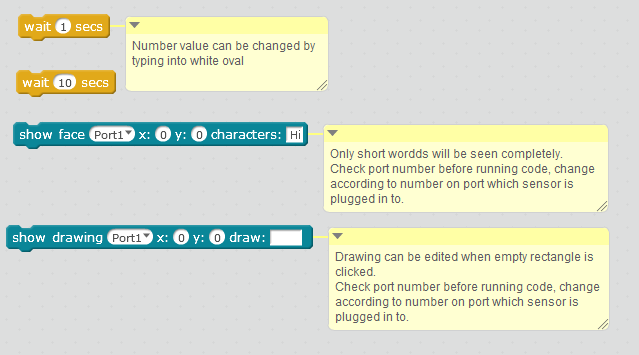 wait 1 secs
Number value can be changed by
typing into white oval
wait 10 secs
show face Port1 x: 0 y: 0 characters: Hi
Only short wordds will be seen completely.
Check port number before running code, change
according to number on port which sensor is
plugged in to.
show drawing Port1 x: 0 y: 0 draw:
Drawing can be edited when empty rectangle is
clicked.
Check port number before running code, change
according to number on port which sensor is
plugged in to.